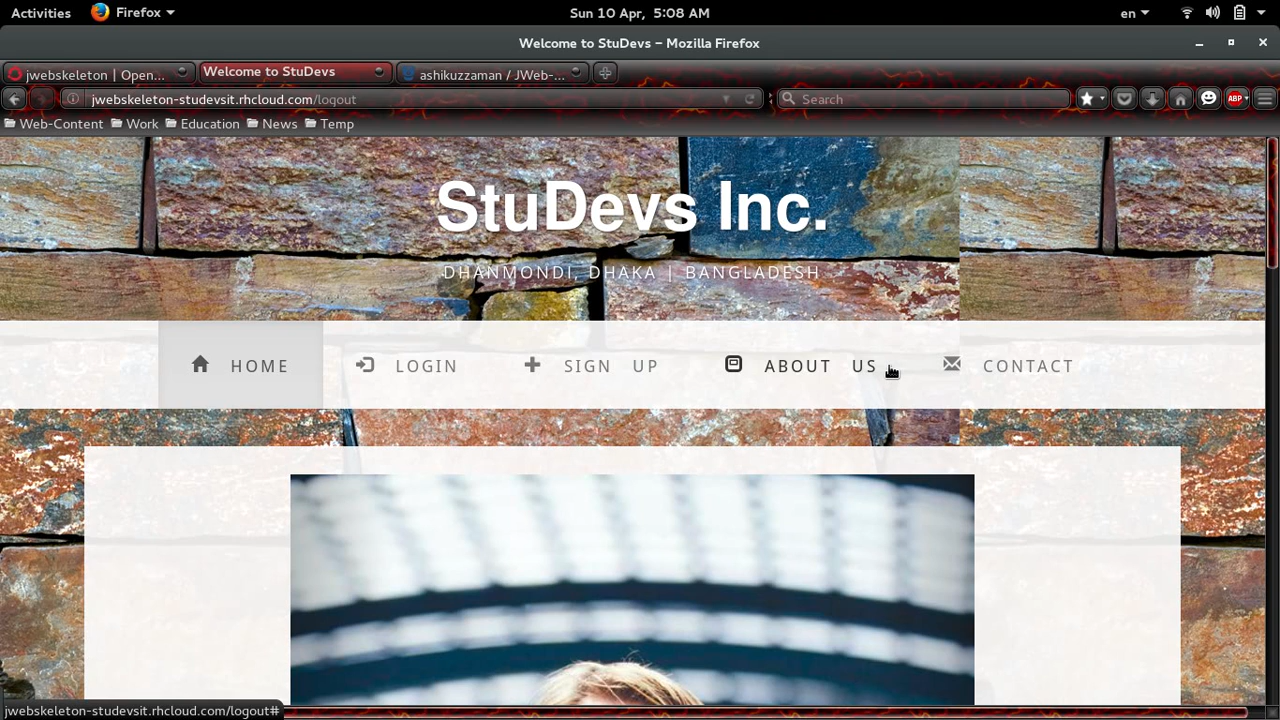 Activities Firefox Sun 10 Apr, 5:08 AM en
Welcome to StuDevs – Mozilla Firefox
jwebskeleton | Open... Welcome to StuDevs ashikuzzaman / JWeb-...
jwebskeleton-studevsit.rhcloud.com/logout Search ABP
Web-Content Work Education News Temp
StuDevs Inc.
DHANMONDI, DHAKA | BANGLADESH
HOME LOGIN SIGN UP ABOUT US CONTACT
jwebskeleton-studevsit.rhcloud.com/logout#